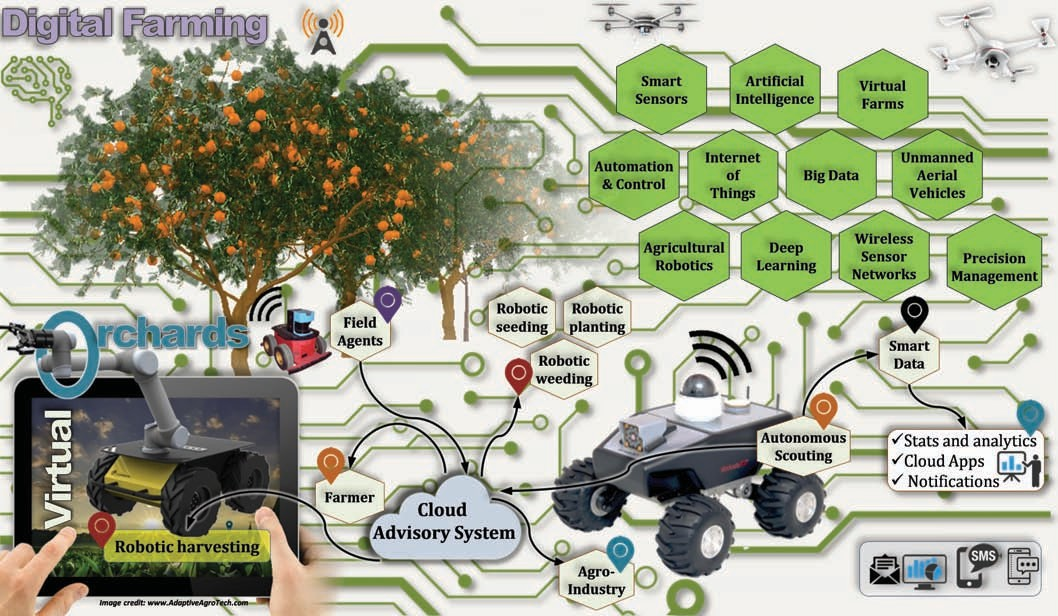 Digital Farming
Smart
Sensors
Artificial
Intelligence
Virtual
Farms
Automation
& Control
Internet
of
Things
Big Data
Unmanned
Aerial
Vehicles
Agricultural
Robotics
Deep
Learning
Wireless
Sensor
Networks
Precision
Management
Orchards
Virtual
Field
Agents
Robotic
seeding
Robotic
planting
Robotic
weeding
Smart
Data
Autonomous
Scouting
✓Stats and analytics
✓Cloud Apps
✓ Notifications
Farmer
Cloud
Advisory System
Robotic harvesting
Agro-
Industry
SMS
Image credit: www.AdaptiveAgroTech.com